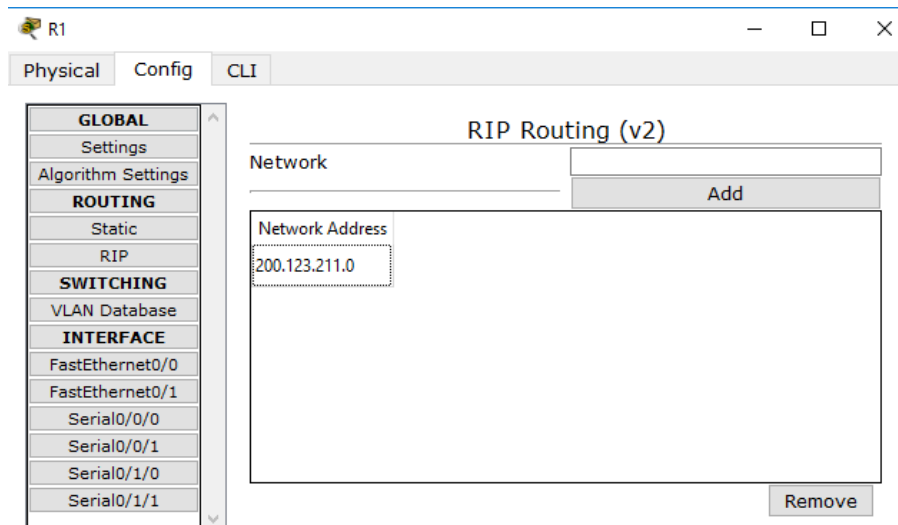 R1
Physical Config CLI
GLOBAL
Settings
Algorithm Settings
ROUTING
Static
RIP
SWITCHING
VLAN Database
INTERFACE
FastEthernet0/0
FastEthernet0/1
Serial0/0/0
Serial0/0/1
Serial0/1/0
Serial0/1/1
RIP Routing (v2)
Network
Add
Network Address
200.123.211.0
Remove